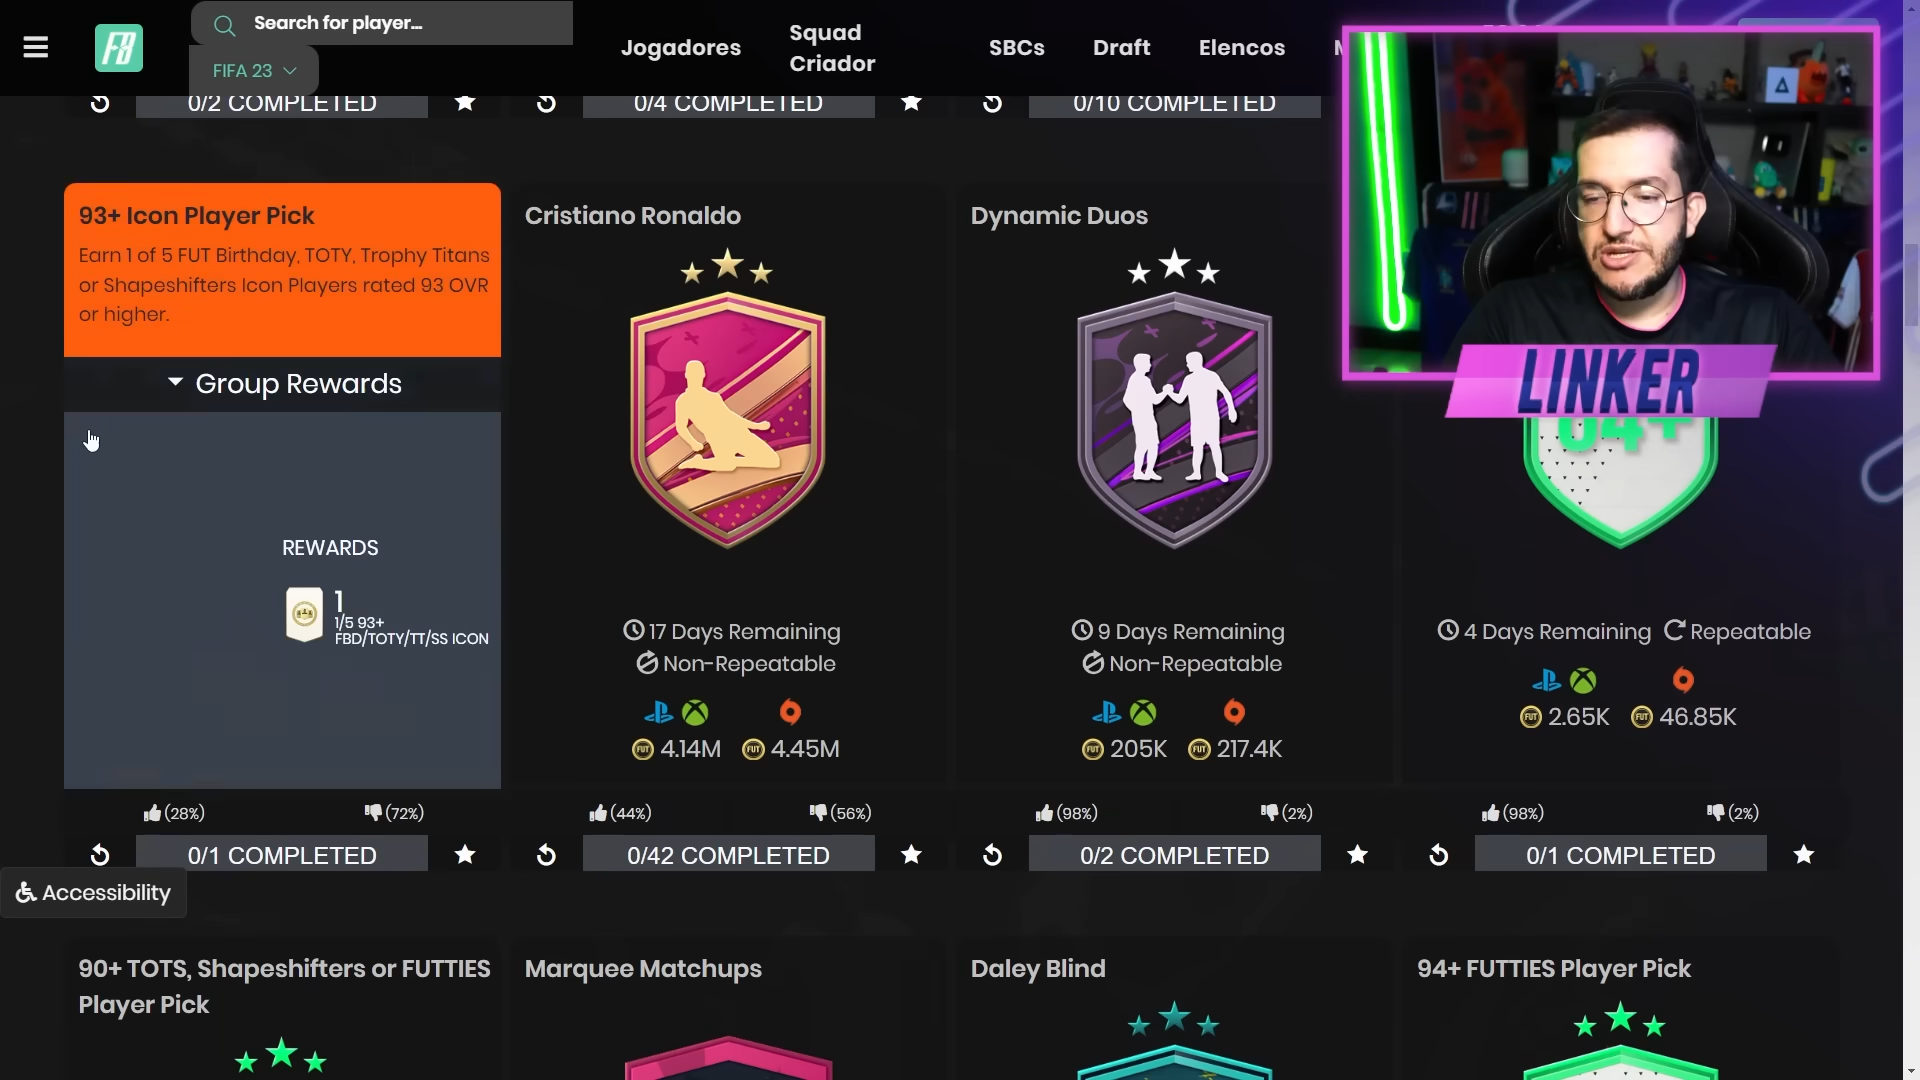 Search for player...
FIFA 23
Jogadores
Squad
Criador
SBCs
Draft
Elencos
0/2 COMPLETED
0/4 COMPLETED
0/10 COMPLETED
93+ Icon Player Pick
Earn 1 of 5 FUT Birthday, TOTY, Trophy Titans
or Shapeshifters Icon Players rated 93 OVR
or higher.
Group Rewards
REWARDS
1
1/5 93+
FBD/TOTY/TT/SS ICON
(28%)
(72%)
0/1 COMPLETED
Cristiano Ronaldo
17 Days Remaining
Non-Repeatable
4.14M
4.45M
(44%)
(56%)
0/42 COMPLETED
Dynamic Duos
9 Days Remaining
Non-Repeatable
205K
217.4K
(98%)
(2%)
0/2 COMPLETED
LINKER
4 Days Remaining
Repeatable
2.65K
46.85K
(98%)
(2%)
0/1 COMPLETED
Accessibility
90+ TOTS, Shapeshifters or FUTTIES
Player Pick
Marquee Matchups
Daley Blind
94+ FUTTIES Player Pick